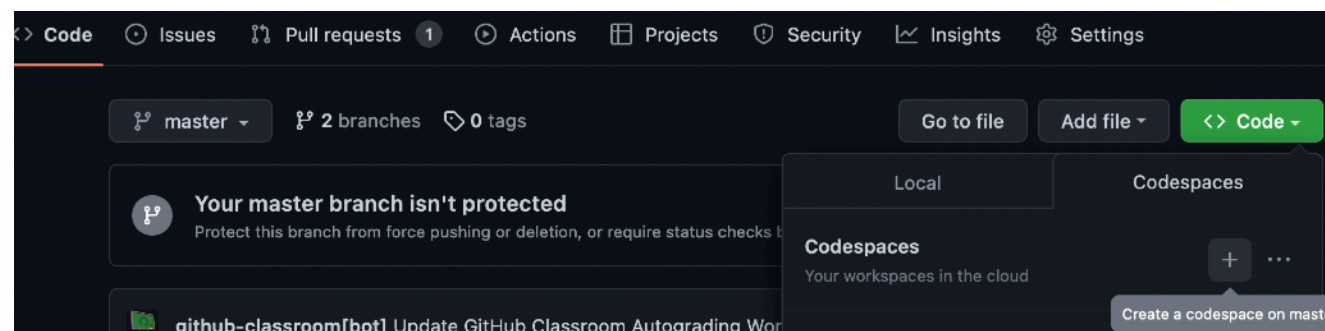 <> Code Issues Pull requests 1 Actions Projects Security Insights Settings
master 2 branches 0 tags Go to file Add file <> Code
Local Codespaces
Your master branch isn't protected
Protect this branch from force pushing or deletion, or require status checks
Codespaces
Your workspaces in the cloud
Create a codespace on mast
github-classroom[bot] Update GitHub Classroom Autograding Wor